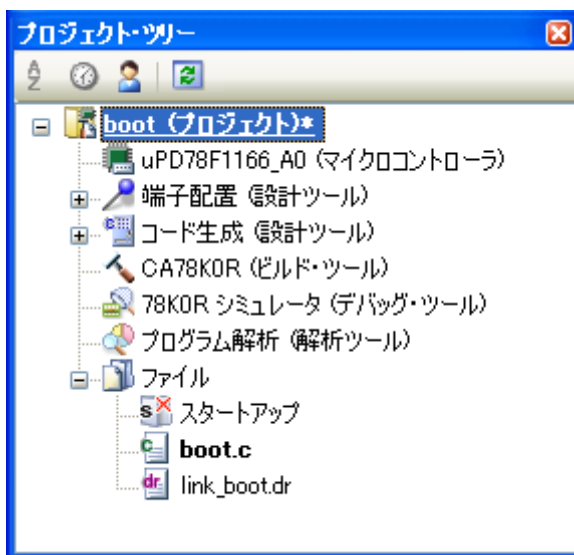 プロジェクト・ツリー
boot (プロジェクト)*
uPD78F1166_A0 (マイクロコントローラ)
端子配置 (設計ツール)
コード生成 (設計ツール)
CA78K0R (ビルド・ツール)
78K0R シミュレータ (デバッグ・ツール)
プログラム解析 (解析ツール)
ファイル
スタートアップ
boot.c
link_boot.dr